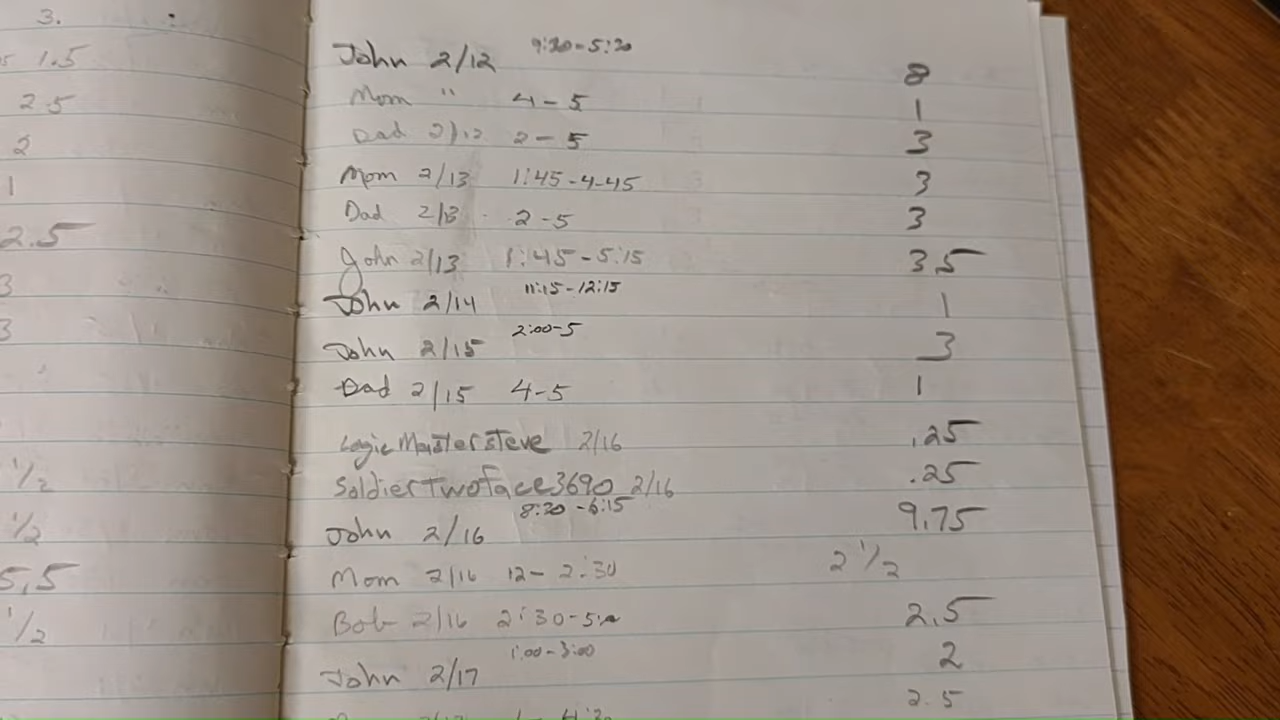 3.
1.5
2.5
2
1
2.5
3
3
1/2
1/2
5.5
1/2
John 2/12 9:20-5:20 8
Mom " 4-5 1
Dad 2/12 2-5 3
Mom 2/13 1:45-4-45 3
Dad 2/13 2-5 3
John 2/13 1:45-5:15 3.5
John 2/14 11:15-12:15 1
John 2/15 2:00-5 3
Dad 2/15 4-5 1
LogicMastersteve 2/16 .25
SoldierTwoface3690 2/16 .25
John 2/16 8:30-6:15 9.75
Mom 2/16 12-2:30 2 1/2
Bob 2/16 2:30-5 2.5
John 2/17 1:00-3:00 2
2.5